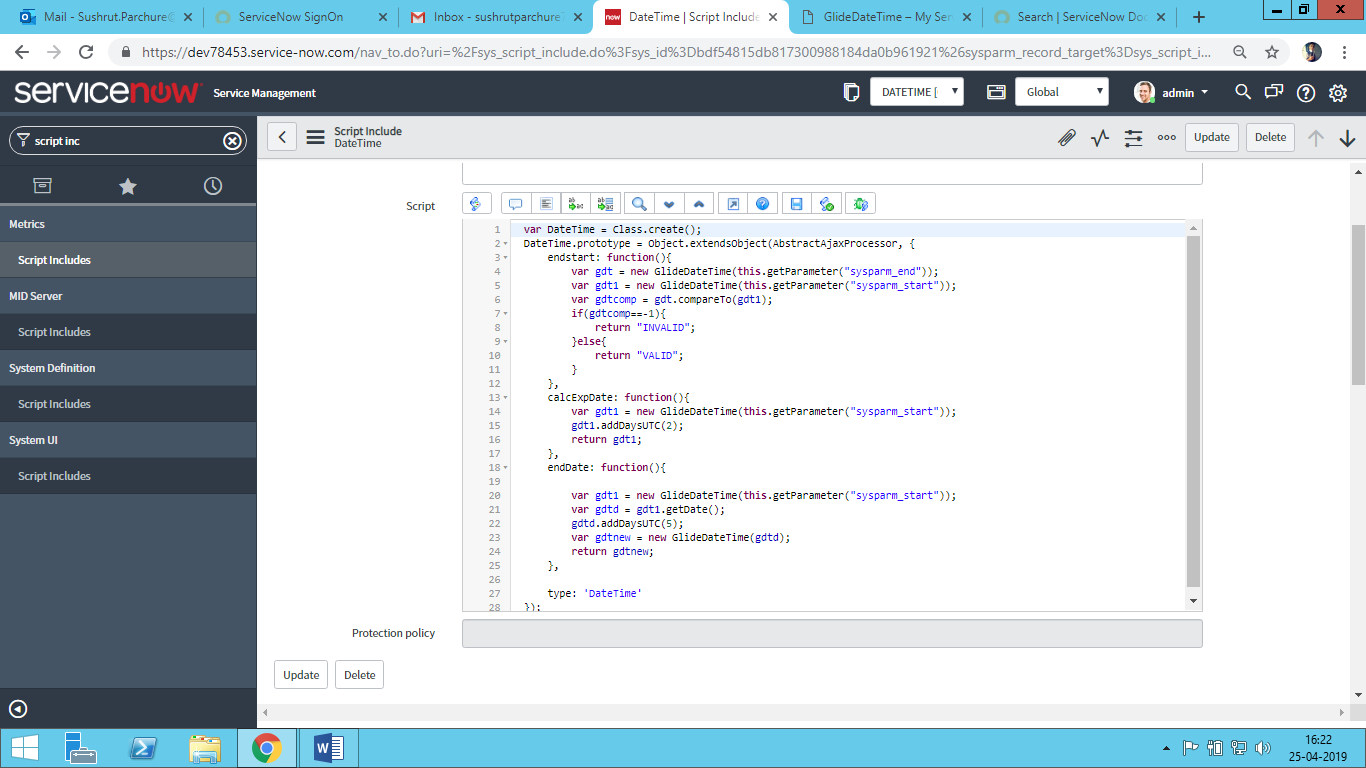 Mail - Sushrut.Parchure
ServiceNow SignOn
Inbox - sushrutparchure
now DateTime | Script Include
GlideDateTime – My Ser
Search | ServiceNow Doc
https://dev78453.service-now.com/nav_to.do?uri=%2Fsys_script_include.do%3Fsys_id%3Dbdf54815db817300988184da0b961921%26sysparm_record_target%3Dsys_script_i...
servicenow Service Management
DATETIME [
Global
admin
script inc
Script Include
DateTime
Update
Delete
Metrics
Script Includes
MID Server
Script Includes
System Definition
Script Includes
System UI
Script Includes
Script
1 var DateTime = Class.create();
2 DateTime.prototype = Object.extendsObject(AbstractAjaxProcessor, {
3 endstart: function(){
4 var gdt = new GlideDateTime(this.getParameter("sysparm_end"));
5 var gdt1 = new GlideDateTime(this.getParameter("sysparm_start"));
6 var gdtcomp = gdt.compareTo(gdt1);
7 if(gdtcomp==-1){
8 return "INVALID";
9 }else{
10 return "VALID";
11 }
12 },
13 calcExpDate: function(){
14 var gdt1 = new GlideDateTime(this.getParameter("sysparm_start"));
15 gdt1.addDaysUTC(2);
16 return gdt1;
17 },
18 endDate: function(){
19
20 var gdt1 = new GlideDateTime(this.getParameter("sysparm_start"));
21 var gdtd = gdt1.getDate();
22 gdtd.addDaysUTC(5);
23 var gdtnew = new GlideDateTime(gdtd);
24 return gdtnew;
25 },
26
27 type: 'DateTime'
28 });
Protection policy
Update
Delete
16:22
25-04-2019